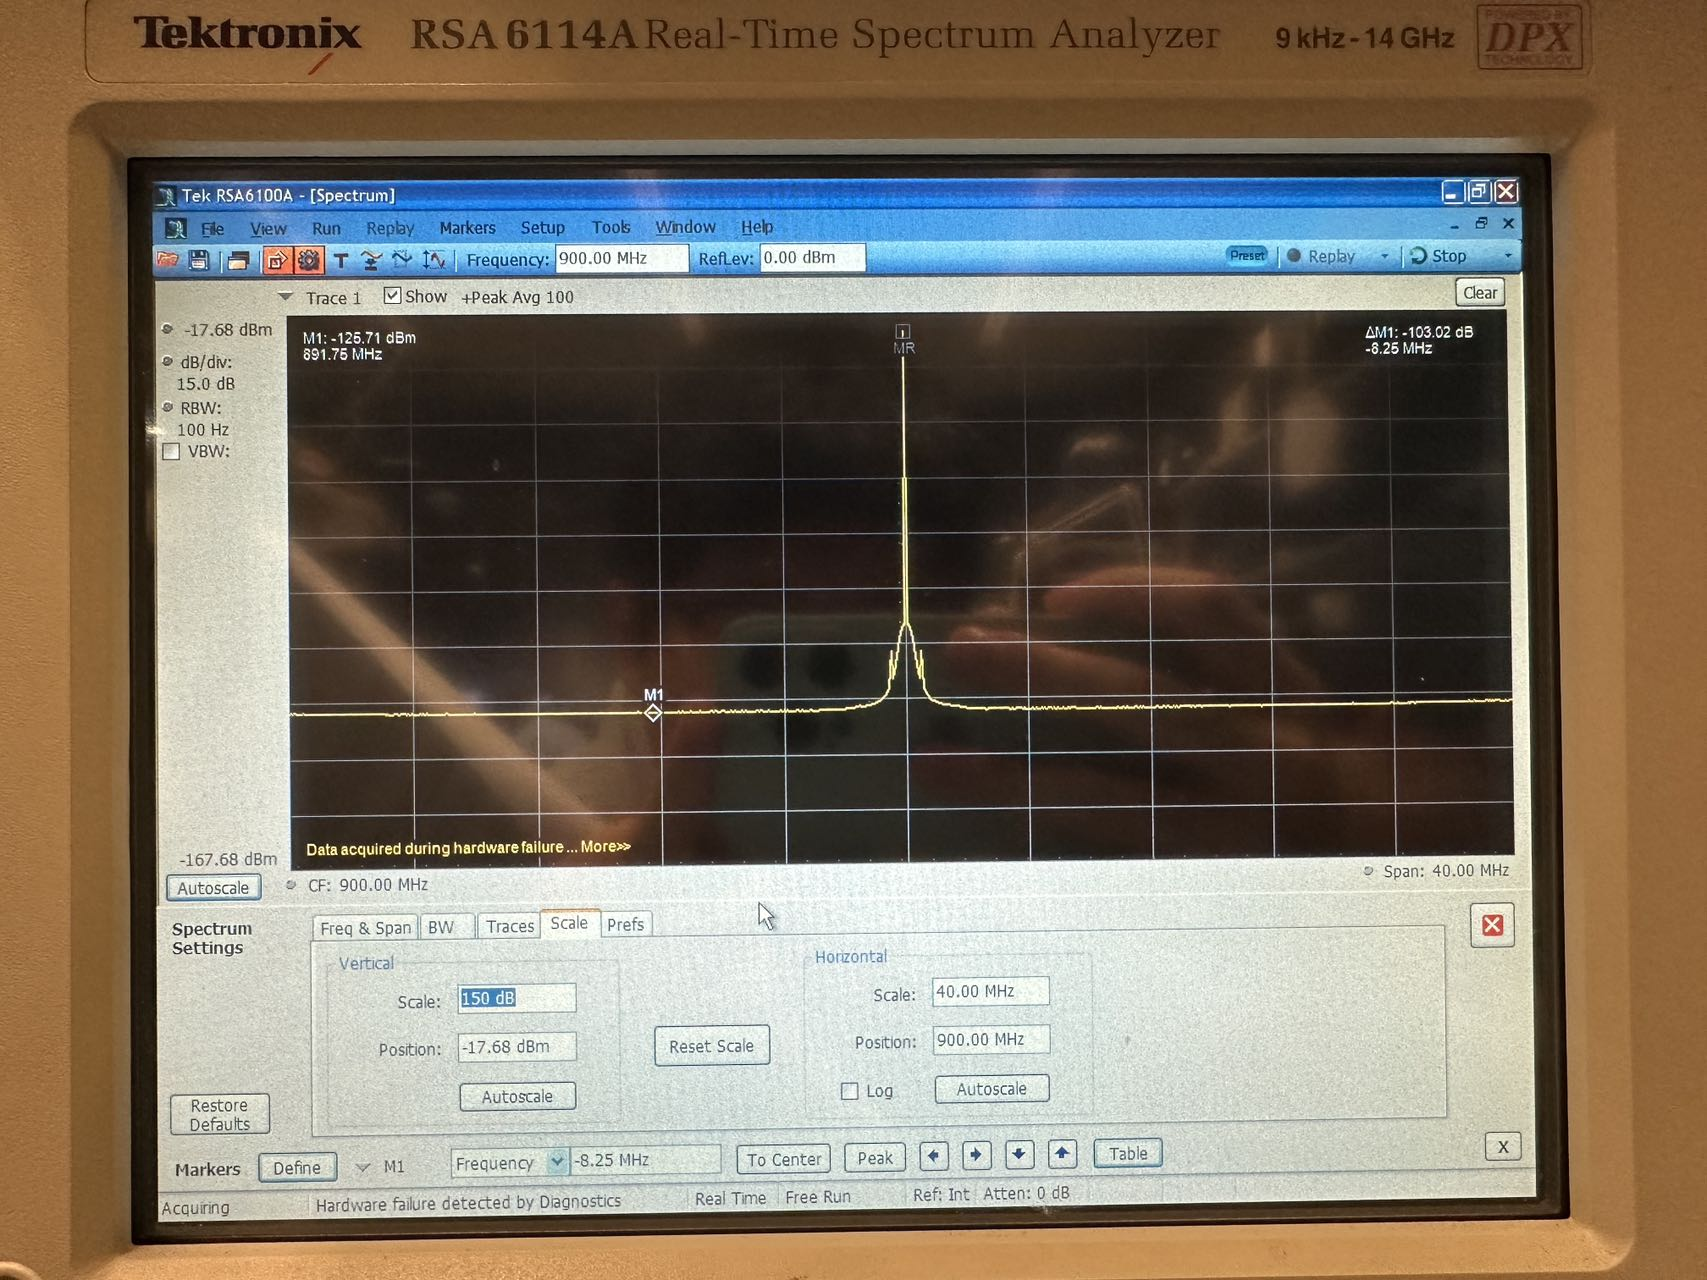 Tektronix RSA 6114A Real-Time Spectrum Analyzer 9 kHz - 14 GHz POWERED BY
DPX
TECHNOLOGY
Tek RSA6100A - [Spectrum]
File View Run Replay Markers Setup Tools Window Help
T Frequency: 900.00 MHz RefLev: 0.00 dBm Preset Replay Stop
Trace 1 Show +Peak Avg 100 Clear
-17.68 dBm
dB/div:
15.0 dB
RBW:
100 Hz
VBW:
M1: -125.71 dBm
891.75 MHz
MR
ΔM1: -103.02 dB
-8.25 MHz
M1
Data acquired during hardware failure ... More>>
-167.68 dBm
Autoscale CF: 900.00 MHz Span: 40.00 MHz
Spectrum
Settings
Freq & Span BW Traces Scale Prefs
Vertical
Scale: 150 dB
Position: -17.68 dBm
Autoscale
Reset Scale
Horizontal
Scale: 40.00 MHz
Position: 900.00 MHz
Log Autoscale
Restore
Defaults
Markers Define M1 Frequency -8.25 MHz To Center Peak Table X
Acquiring Hardware failure detected by Diagnostics Real Time Free Run Ref: Int Atten: 0 dB